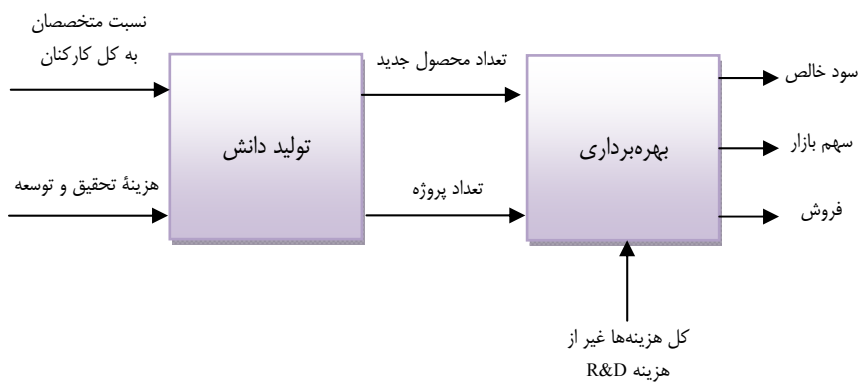 نسبت متخصصان
به کل کارکنان
هزینۀ تحقیق و توسعه
تولید دانش
تعداد محصول جدید
تعداد پروژه
بهره‌برداری
سود خالص
سهم بازار
فروش
کل هزینه‌ها غیر از
هزینه R&D